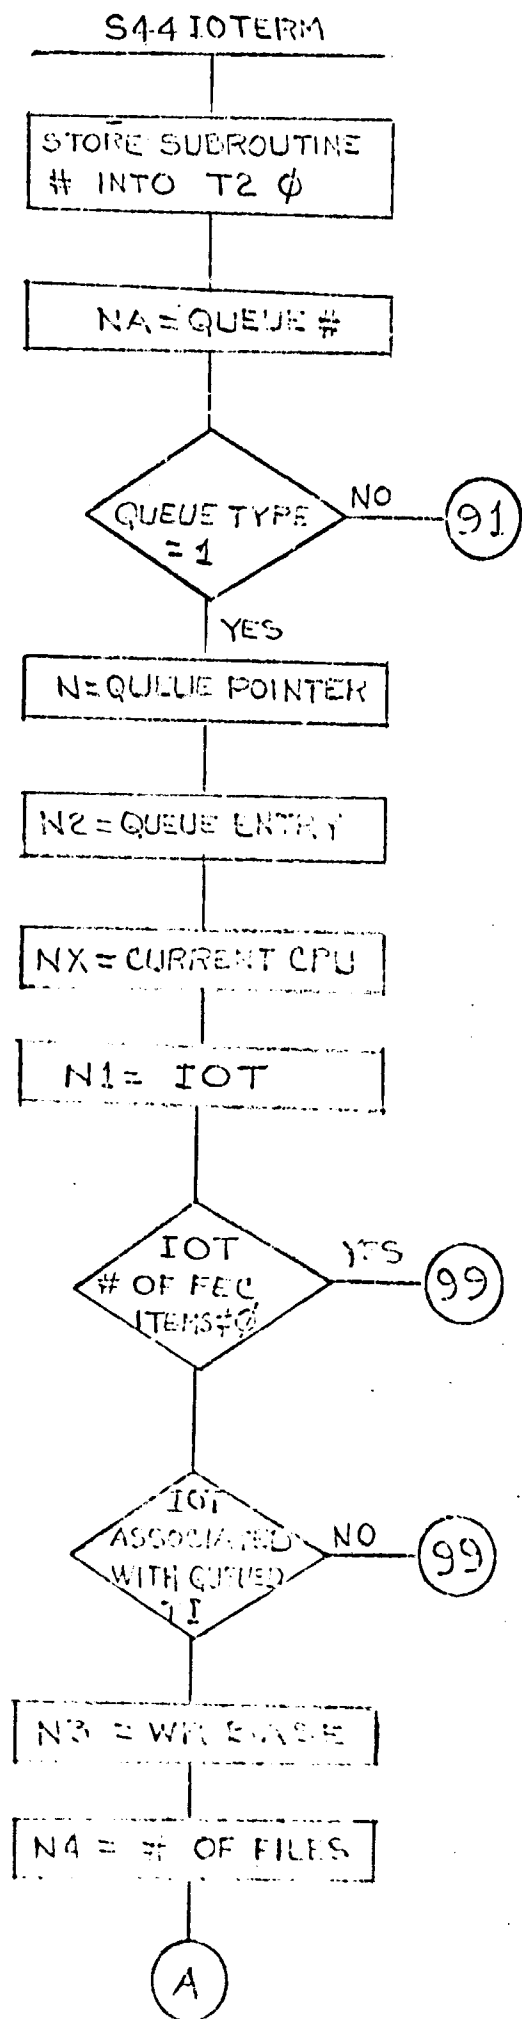 S44 IOTERM
STORE SUBROUTINE
# INTO T2 Ø
NA = QUEUE #
QUEUE TYPE
= 1
NO
91
YES
N = QUEUE POINTER
N2 = QUEUE ENTRY
NX = CURRENT CPU
N1 = IOT
IOT
# OF FEC
ITEMS ≠ Ø
YES
99
IOT
ASSOCIATED
WITH QUEUED
TI
NO
99
N3 = WR BASE
N4 = # OF FILES
A